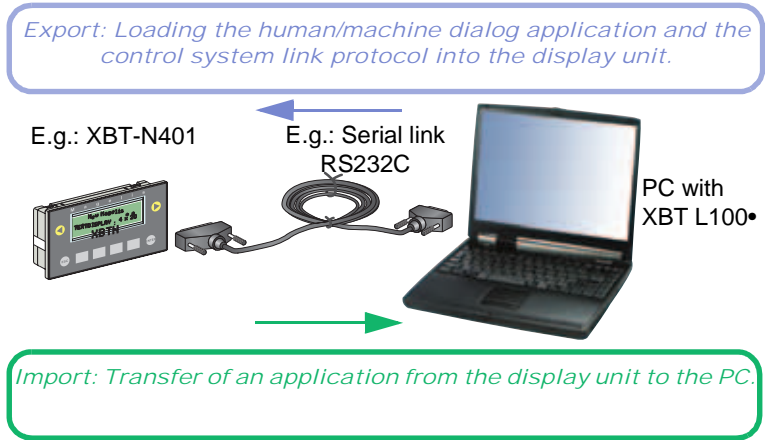 Export: Loading the human/machine dialog application and the
control system link protocol into the display unit.
E.g.: XBT-N401
E.g.: Serial link
RS232C
PC with
XBT L100•
XBTH
Import: Transfer of an application from the display unit to the PC.